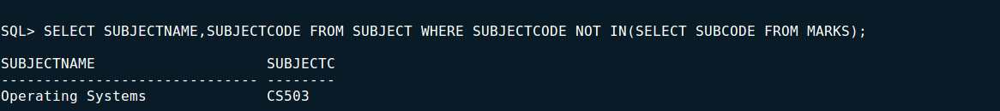 SQL> SELECT SUBJECTNAME,SUBJECTCODE FROM SUBJECT WHERE SUBJECTCODE NOT IN(SELECT SUBCODE FROM MARKS);
SUBJECTNAME                    SUBJECTC
------------------------------ --------
Operating Systems              CS503